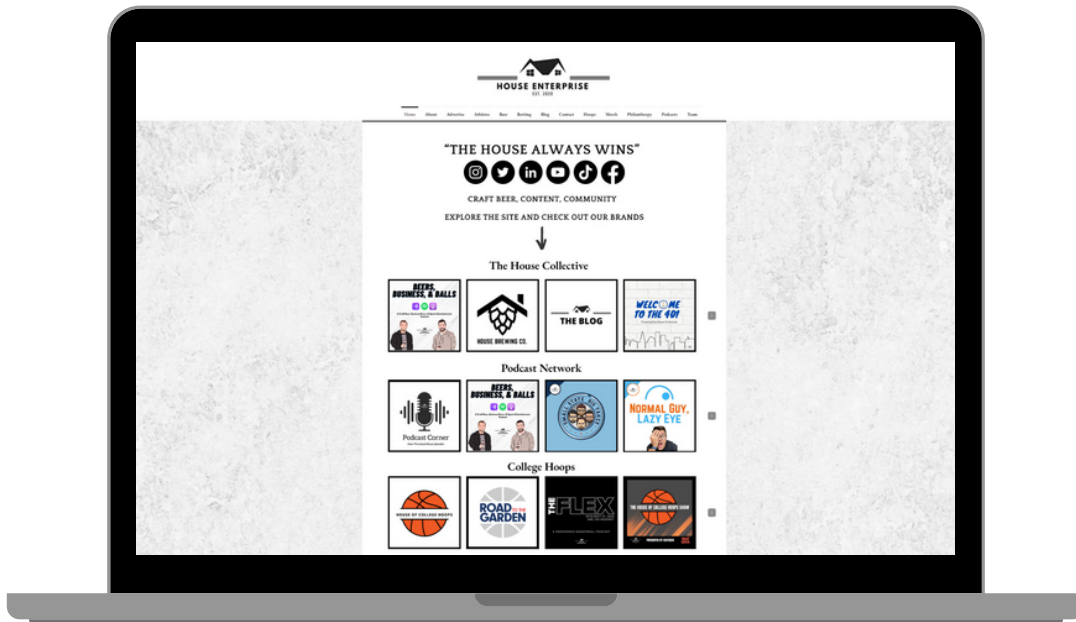 HOUSE ENTERPRISE
EST. 2020
Home About Advertise Athletes Beer Betting Blog Contact Hoops Merch Philanthropy Podcasts Team
“THE HOUSE ALWAYS WINS”
CRAFT BEER, CONTENT, COMMUNITY
EXPLORE THE SITE AND CHECK OUT OUR BRANDS
The House Collective
BEERS,
BUSINESS, & BALLS
HOUSE BREWING CO.
THE BLOG
WELCOME
TO THE 401
Podcast Network
Podcast Corner
BEERS,
BUSINESS, & BALLS
NORMAL GUY,
LAZY EYE
College Hoops
HOUSE OF COLLEGE HOOPS
ROAD
TO THE
GARDEN
THE FLEX
THE HOUSE OF COLLEGE HOOPS SHOW